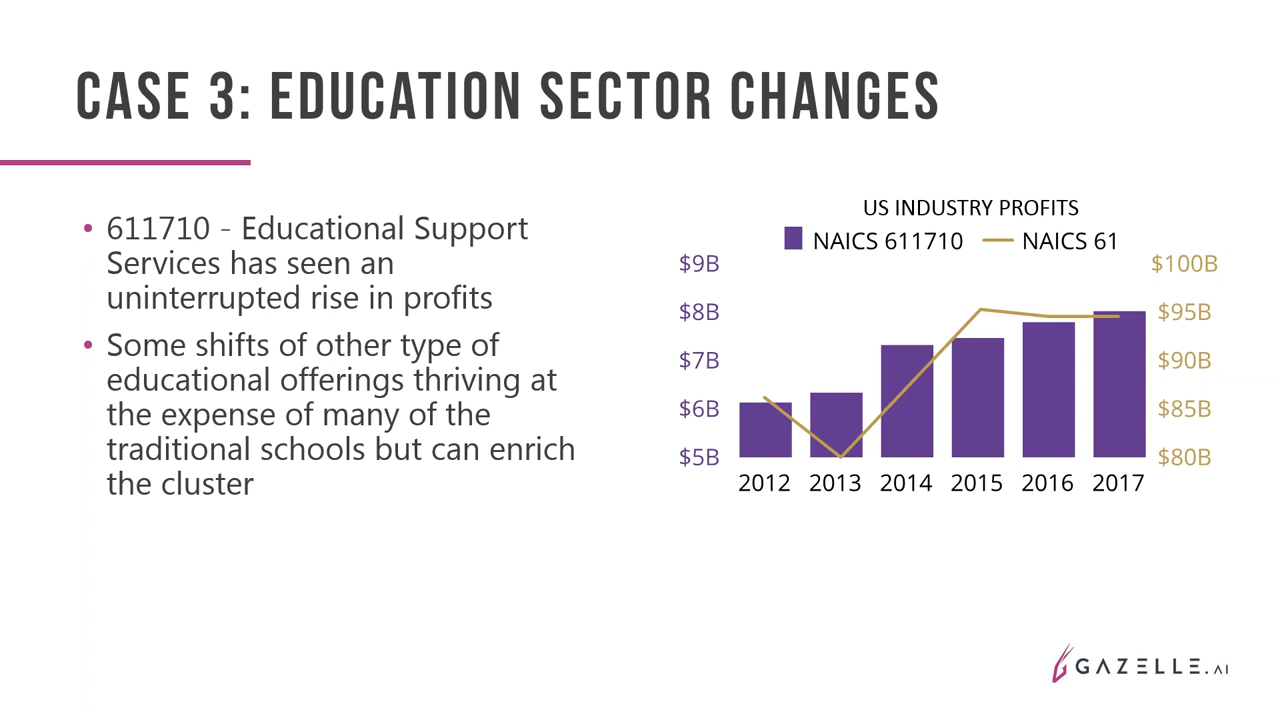 CASE 3: EDUCATION SECTOR CHANGES
• 611710 - Educational Support
Services has seen an
uninterrupted rise in profits
• Some shifts of other type of
educational offerings thriving at
the expense of many of the
traditional schools but can enrich
the cluster
US INDUSTRY PROFITS
NAICS 611710 NAICS 61
$9B $100B
$8B $95B
$7B $90B
$6B $85B
$5B $80B
2012 2013 2014 2015 2016 2017
GAZELLE.AI